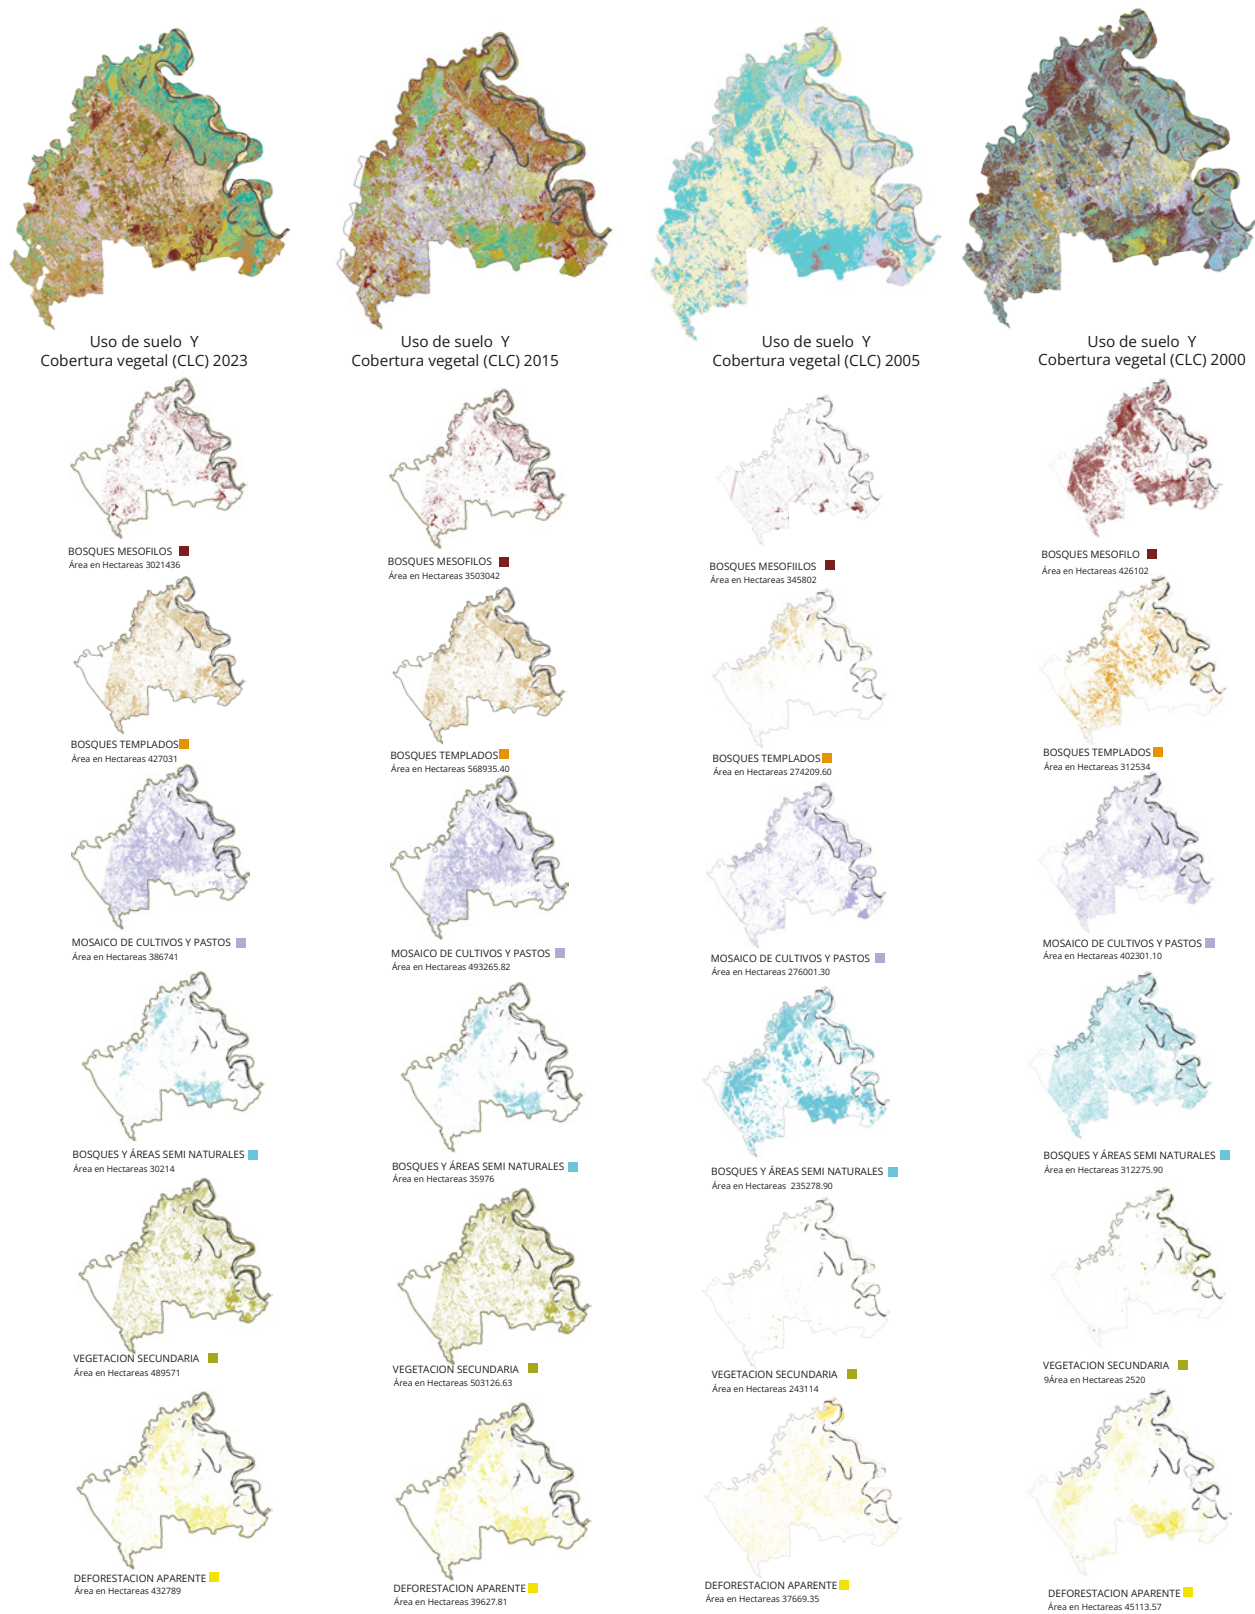 Uso de suelo Y
Cobertura vegetal (CLC) 2023
Uso de suelo Y
Cobertura vegetal (CLC) 2015
Uso de suelo Y
Cobertura vegetal (CLC) 2005
Uso de suelo Y
Cobertura vegetal (CLC) 2000
BOSQUES MESOFILOS
Área en Hectareas 3021436
BOSQUES MESOFILOS
Área en Hectareas 3503042
BOSQUES MESOFIILOS
Área en Hectareas 345802
BOSQUES MESOFILO
Área en Hectareas 426102
BOSQUES TEMPLADOS
Área en Hectareas 427031
BOSQUES TEMPLADOS
Área en Hectareas 568935.40
BOSQUES TEMPLADOS
Área en Hectareas 274209.60
BOSQUES TEMPLADOS
Área en Hectareas 312534
MOSAICO DE CULTIVOS Y PASTOS
Área en Hectareas 386741
MOSAICO DE CULTIVOS Y PASTOS
Área en Hectareas 493265.82
MOSAICO DE CULTIVOS Y PASTOS
Área en Hectareas 276001.30
MOSAICO DE CULTIVOS Y PASTOS
Área en Hectareas 402301.10
BOSQUES Y ÁREAS SEMI NATURALES
Área en Hectareas 30214
BOSQUES Y ÁREAS SEMI NATURALES
Área en Hectareas 35976
BOSQUES Y ÁREAS SEMI NATURALES
Área en Hectareas 235278.90
BOSQUES Y ÁREAS SEMI NATURALES
Área en Hectareas 312275.90
VEGETACION SECUNDARIA
Área en Hectareas 489571
VEGETACION SECUNDARIA
Área en Hectareas 503126.63
VEGETACION SECUNDARIA
Área en Hectareas 243114
VEGETACION SECUNDARIA
9Área en Hectareas 2520
DEFORESTACION APARENTE
Área en Hectareas 432789
DEFORESTACION APARENTE
Área en Hectareas 39627.81
DEFORESTACION APARENTE
Área en Hectareas 37669.35
DEFORESTACION APARENTE
Área en Hectareas 45113.57